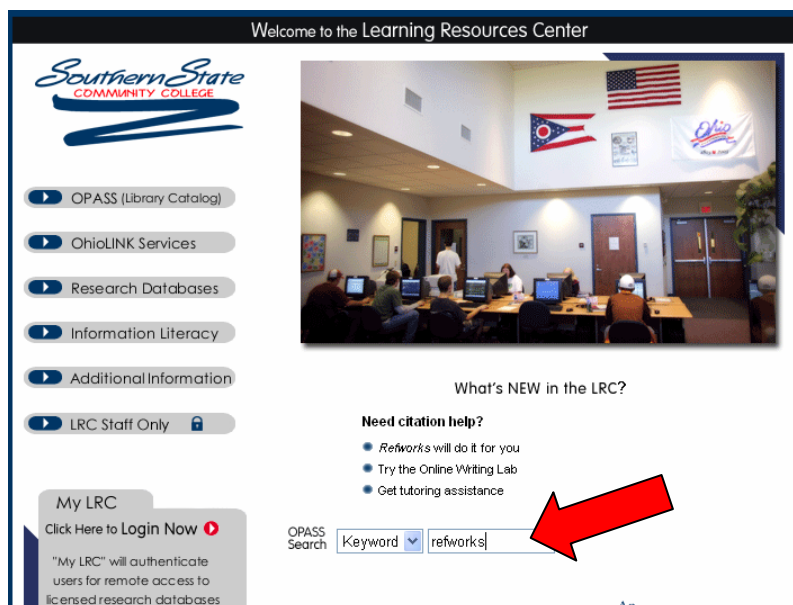 Welcome to the Learning Resources Center
Southern State
COMMUNITY COLLEGE
Ohio
OPASS (Library Catalog)
OhioLINK Services
Research Databases
Information Literacy
Additional Information
LRC Staff Only
What's NEW in the LRC?
Need citation help?
Refworks will do it for you
Try the Online Writing Lab
Get tutoring assistance
OPASS
Search
Keyword
refworks
My LRC
Click Here to Login Now
"My LRC" will authenticate
users for remote access to
licensed research databases